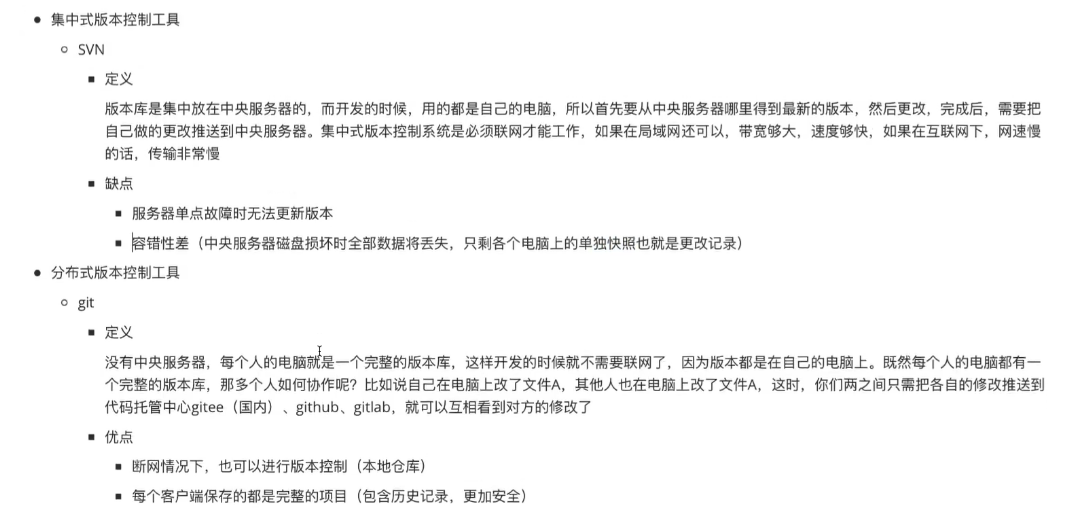 集中式版本控制工具
SVN
定义
版本库是集中放在中央服务器的，而开发的时候，用的都是自己的电脑，所以首先要从中央服务器哪里得到最新的版本，然后更改，完成后，需要把
自己做的更改推送到中央服务器。集中式版本控制系统是必须联网才能工作，如果在局域网还可以，带宽够大，速度够快，如果在互联网下，网速慢
的话，传输非常慢
缺点
服务器单点故障时无法更新版本
容错性差（中央服务器磁盘损坏时全部数据将丢失，只剩各个电脑上的单独快照也就是更改记录）
分布式版本控制工具
git
定义
没有中央服务器，每个人的电脑就是一个完整的版本库，这样开发的时候就不需要联网了，因为版本都是在自己的电脑上。既然每个人的电脑都有一
个完整的版本库，那多个人如何协作呢？比如说自己在电脑上改了文件A，其他人也在电脑上改了文件A，这时，你们两之间只需把各自的修改推送到
代码托管中心gitee（国内）、github、gitlab，就可以互相看到对方的修改了
优点
断网情况下，也可以进行版本控制（本地仓库）
每个客户端保存的都是完整的项目（包含历史记录，更加安全）